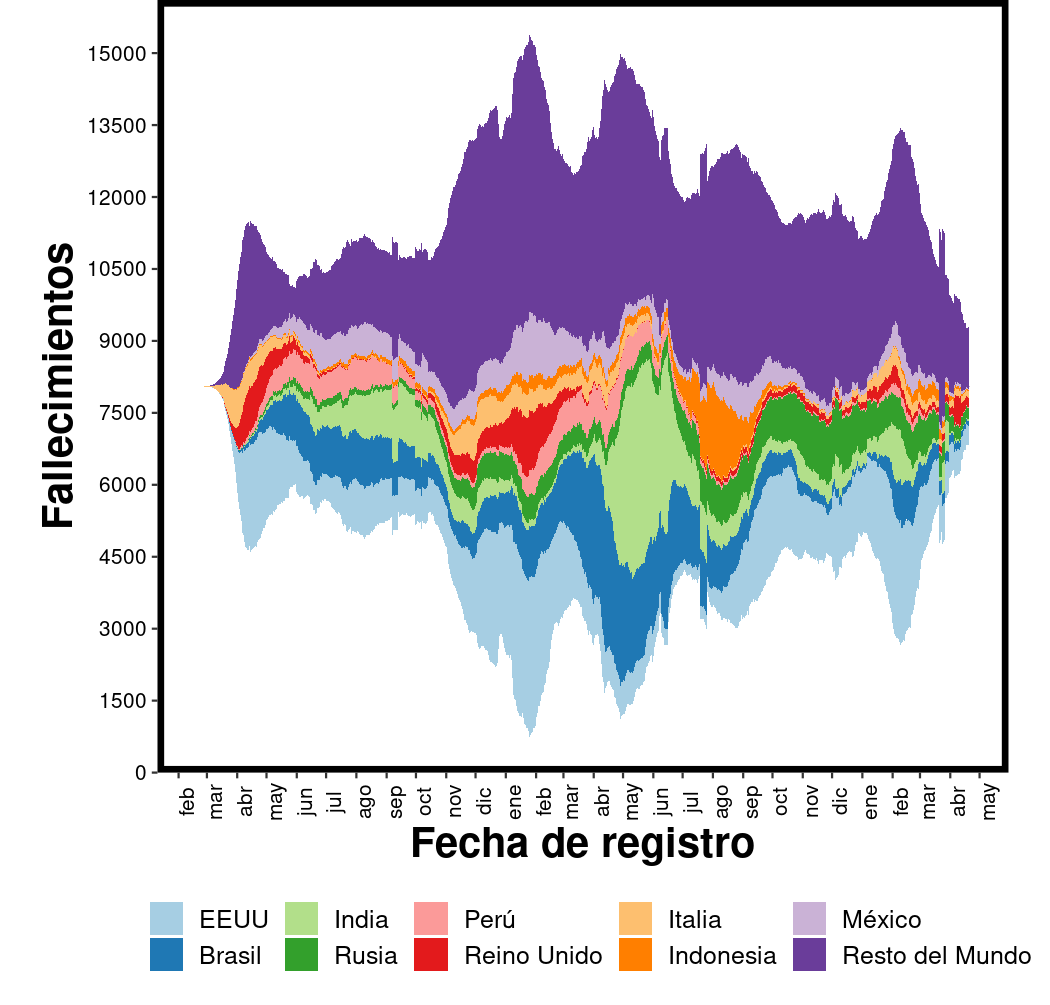 Fallecimientos
15000
13500
12000
10500
9000
7500
6000
4500
3000
1500
0
feb mar abr may jun jul ago sep oct nov dic ene feb mar abr may jun jul ago sep oct nov dic ene feb mar abr may
Fecha de registro
EEUU India Perú Italia México
Brasil Rusia Reino Unido Indonesia Resto del Mundo